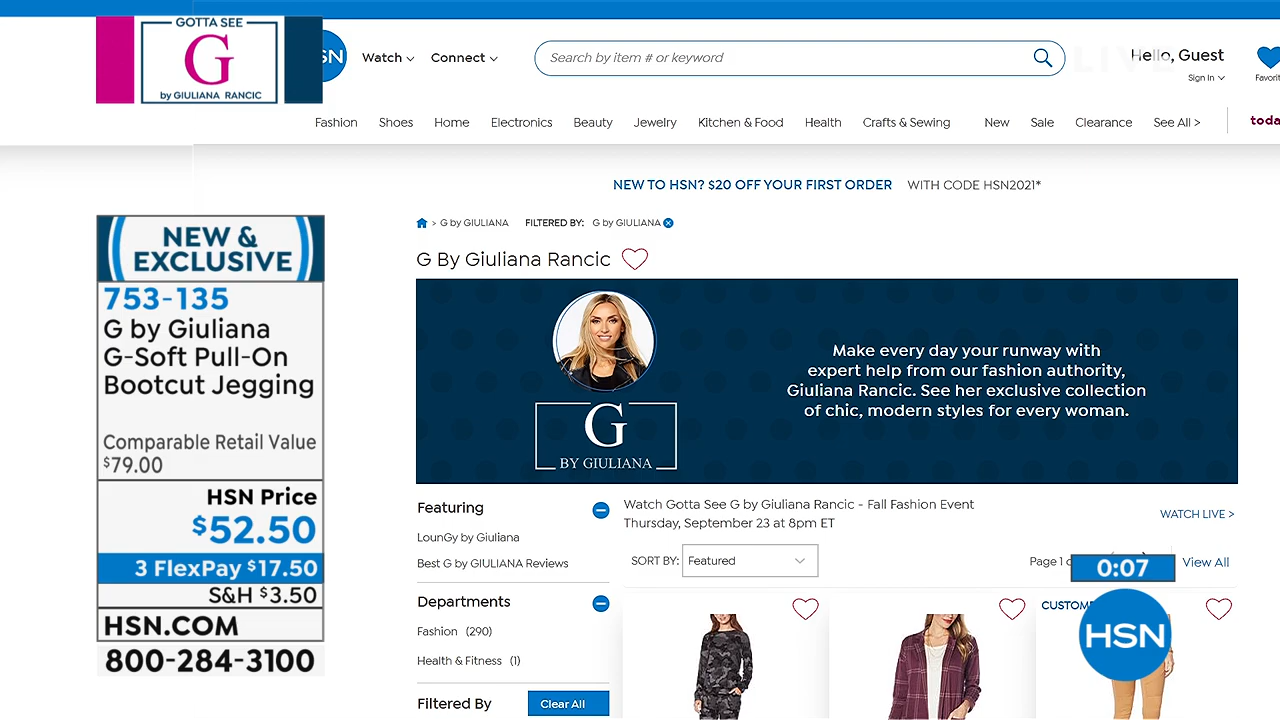 GOTTA SEE
G
by GIULIANA RANCIC
SN
Watch
Connect
Search by item # or keyword
LIVE
Hello, Guest
Sign In
Favorit
Fashion
Shoes
Home
Electronics
Beauty
Jewelry
Kitchen & Food
Health
Crafts & Sewing
New
Sale
Clearance
See All >
toda
NEW TO HSN? $20 OFF YOUR FIRST ORDER WITH CODE HSN2021*
> G by GIULIANA FILTERED BY: G by GIULIANA
G By Giuliana Rancic
NEW &
EXCLUSIVE
753-135
G by Giuliana
G-Soft Pull-On
Bootcut Jegging
Comparable Retail Value
$79.00
HSN Price
$52.50
3 FlexPay $17.50
S&H $3.50
HSN.COM
800-284-3100
G
BY GIULIANA
Make every day your runway with
expert help from our fashion authority,
Giuliana Rancic. See her exclusive collection
of chic, modern styles for every woman.
Featuring
LounGy by Giuliana
Best G by GIULIANA Reviews
Departments
Fashion (290)
Health & Fitness (1)
Filtered By
Clear All
Watch Gotta See G by Giuliana Rancic - Fall Fashion Event
Thursday, September 23 at 8pm ET
WATCH LIVE >
SORT BY: Featured
Page 1
0:07
View All
CUSTOM
HSN